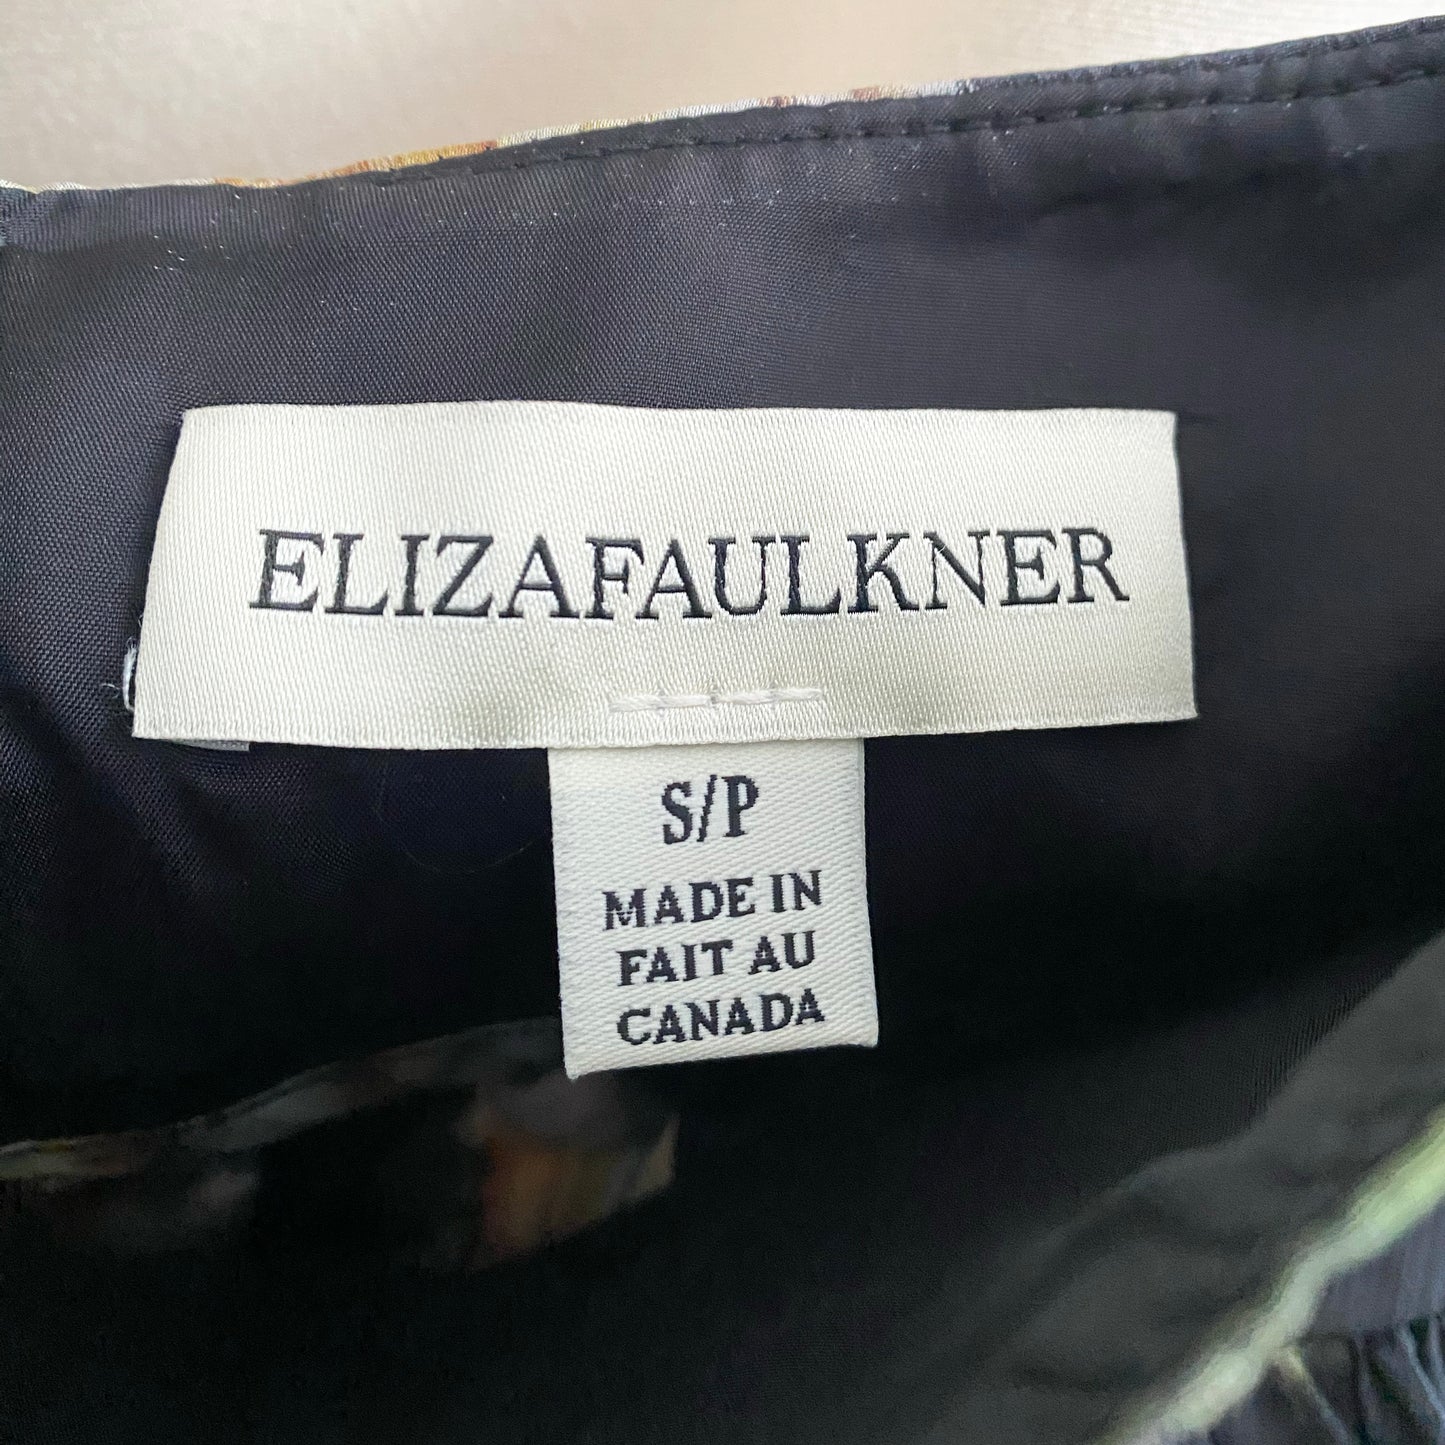 ELIZAFAULKNER
S/P
MADE IN
FAIT AU
CANADA